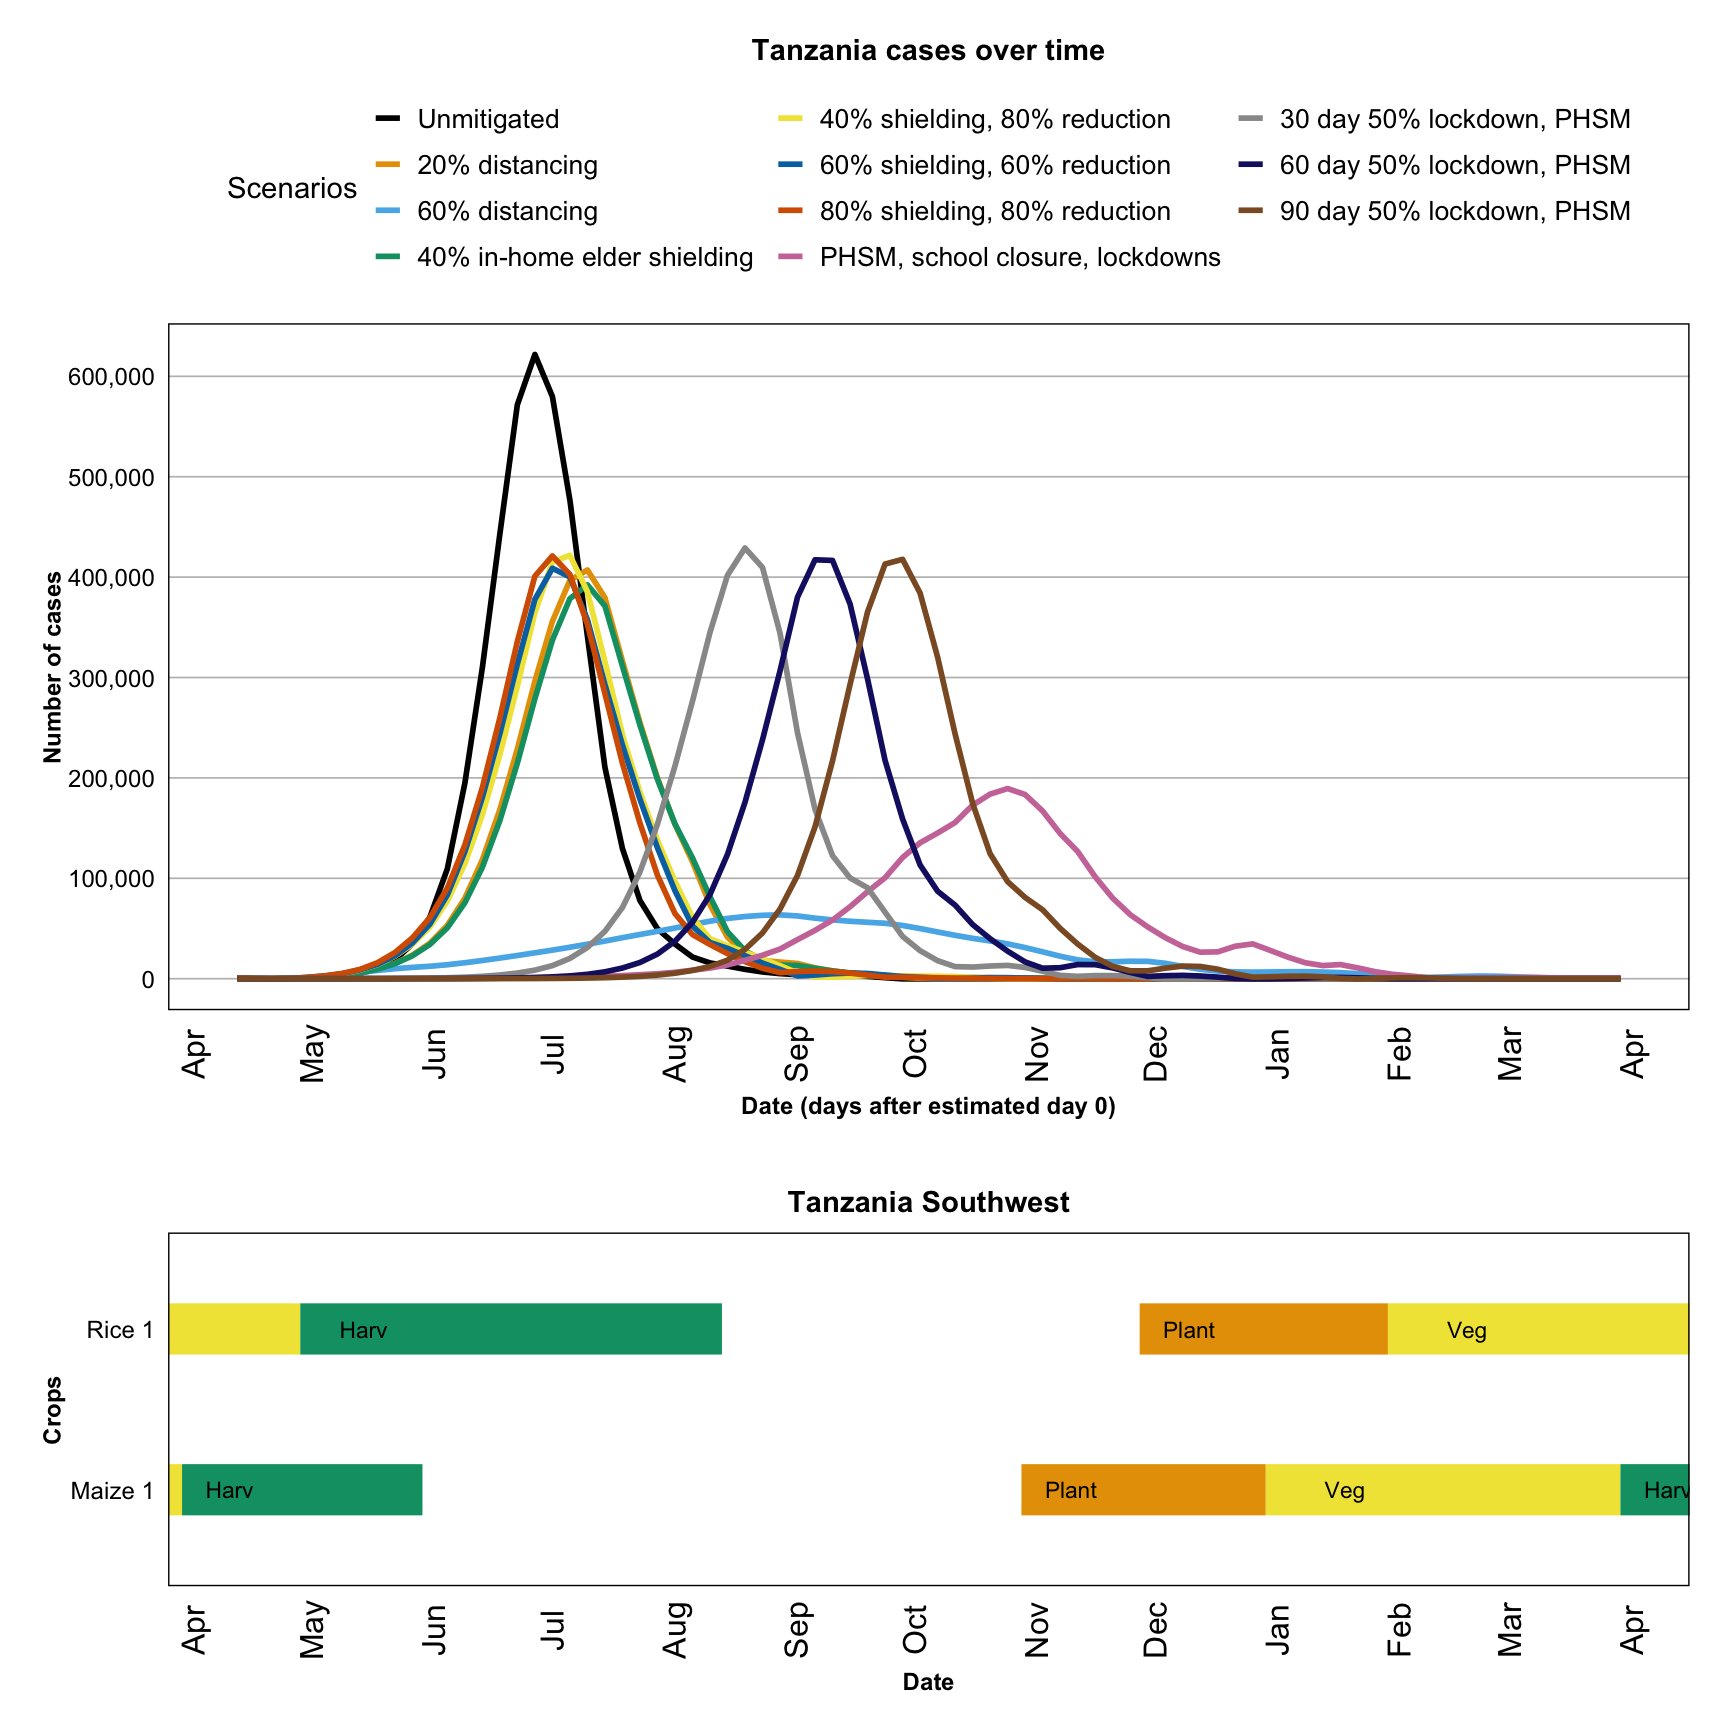 Tanzania cases over time
Scenarios
Unmitigated
20% distancing
60% distancing
40% in-home elder shielding
40% shielding, 80% reduction
60% shielding, 60% reduction
80% shielding, 80% reduction
PHSM, school closure, lockdowns
30 day 50% lockdown, PHSM
60 day 50% lockdown, PHSM
90 day 50% lockdown, PHSM
Number of cases
600,000
500,000
400,000
300,000
200,000
100,000
0
Apr May Jun Jul Aug Sep Oct Nov Dec Jan Feb Mar Apr
Date (days after estimated day 0)
Tanzania Southwest
Crops
Rice 1 Harv Plant Veg
Maize 1 Harv Plant Veg Harv
Apr May Jun Jul Aug Sep Oct Nov Dec Jan Feb Mar Apr
Date